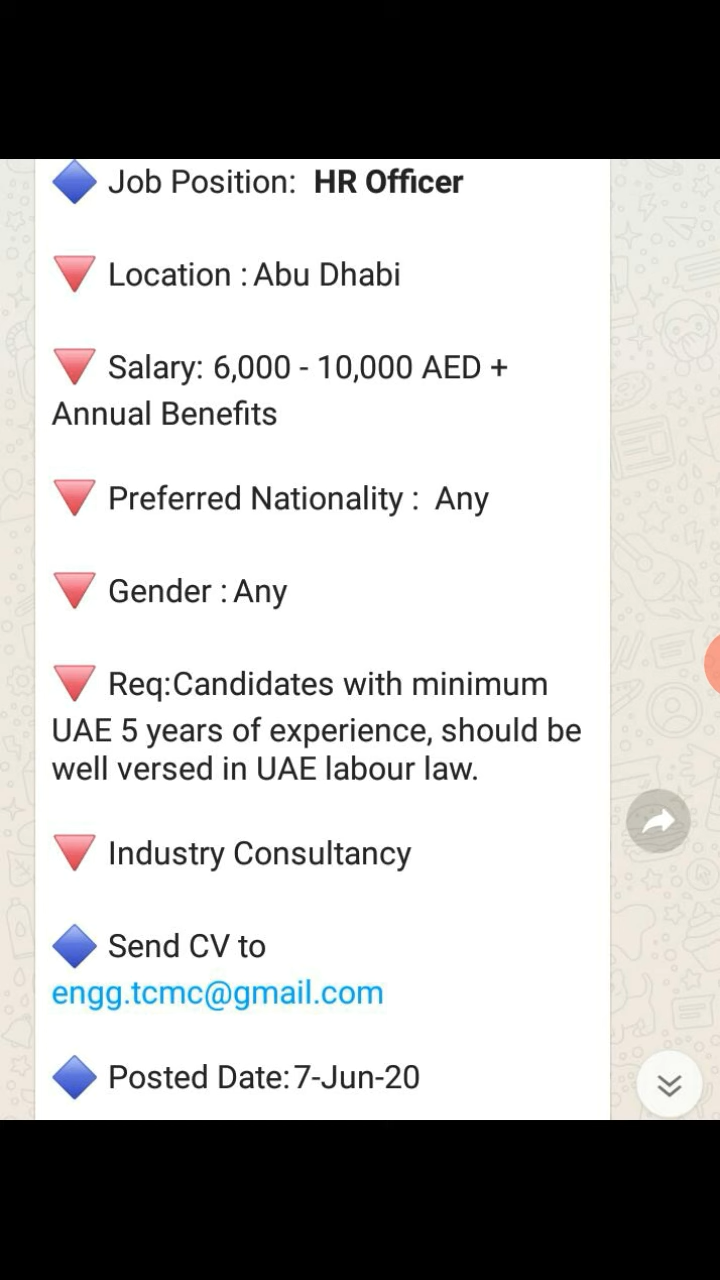 Job Position: HR Officer
Location : Abu Dhabi
Salary: 6,000 - 10,000 AED +
Annual Benefits
Preferred Nationality : Any
Gender : Any
Req:Candidates with minimum
UAE 5 years of experience, should be
well versed in UAE labour law.
Industry Consultancy
Send CV to
engg.tcmc@gmail.com
Posted Date:7-Jun-20